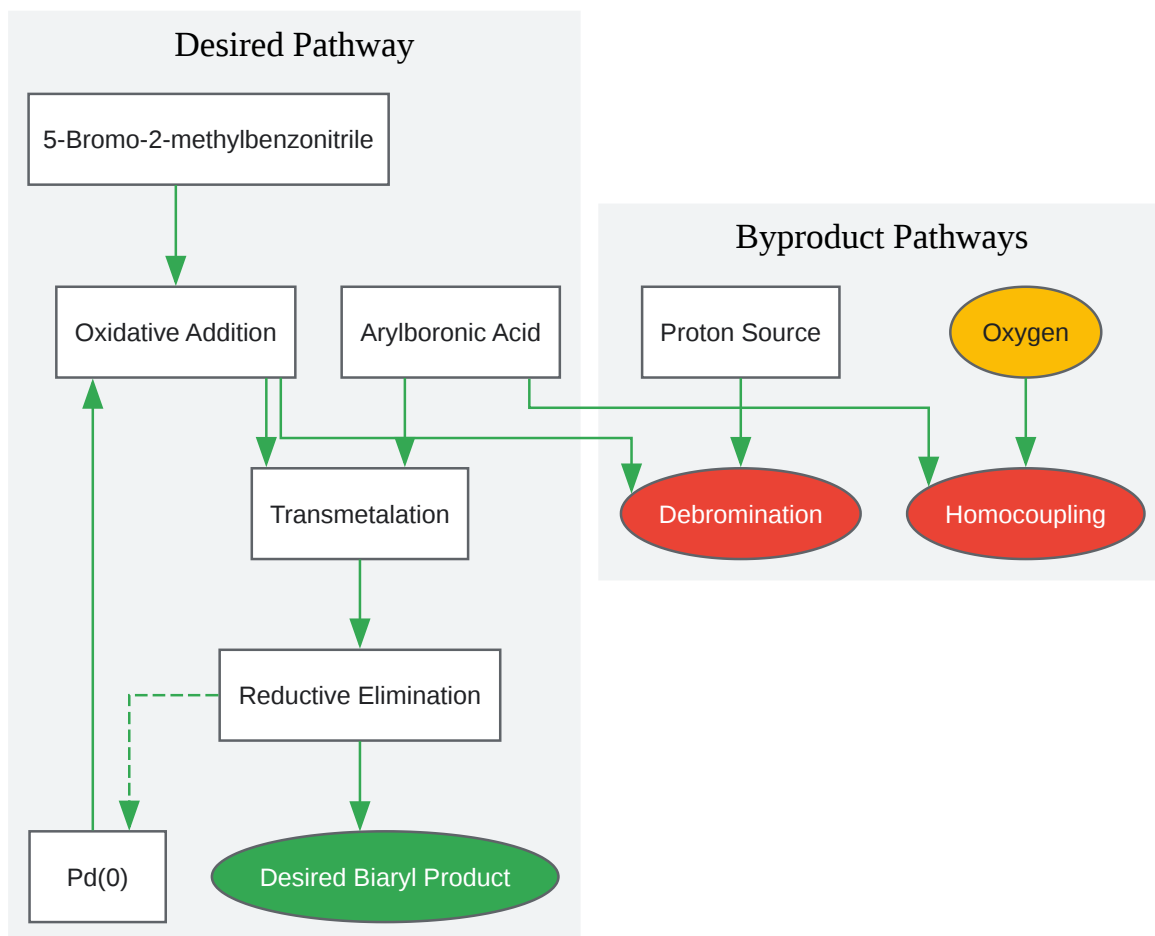 Desired Pathway
5-Bromo-2-methylbenzonitrile
Byproduct Pathways
Oxidative Addition
Arylboronic Acid
Proton Source
Oxygen
Transmetalation
Debromination
Homocoupling
Reductive Elimination
Pd(0)
Desired Biaryl Product